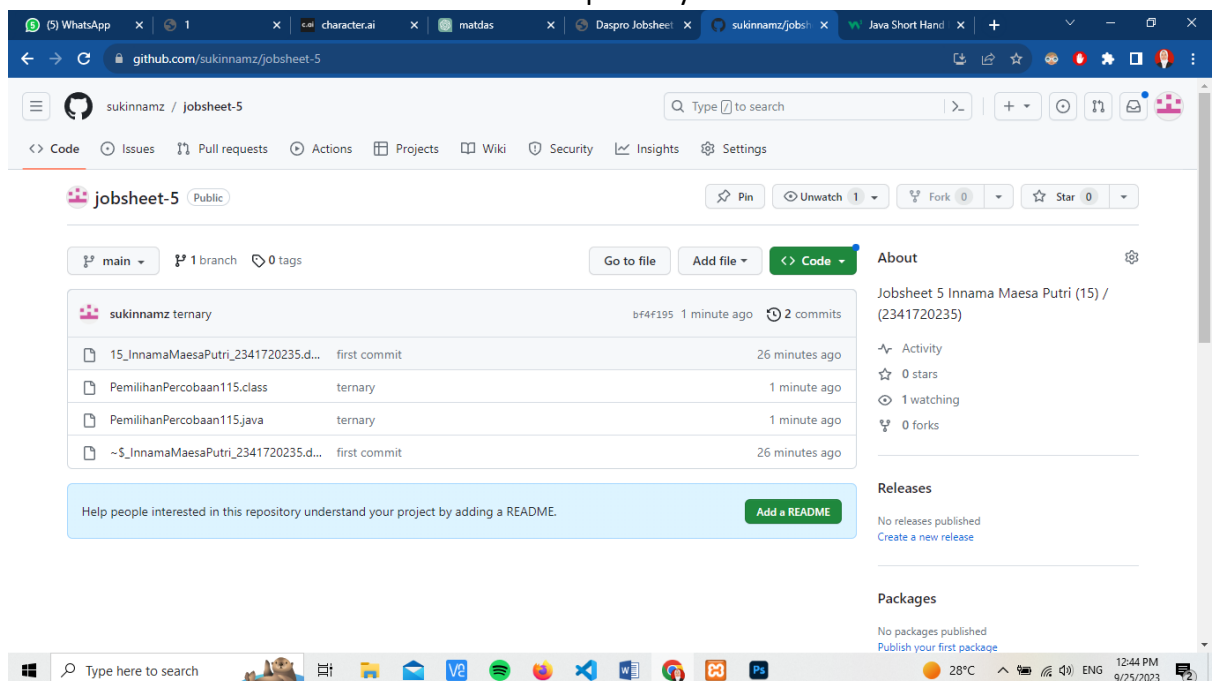 (5) WhatsApp
1
character.ai
matdas
Daspro Jobsheet
sukinnamz/jobsh
Java Short Hand
github.com/sukinnamz/jobsheet-5
sukinnamz / jobsheet-5
Type / to search
<> Code Issues Pull requests Actions Projects Wiki Security Insights Settings
jobsheet-5 Public
Pin Unwatch 1 Fork 0 Star 0
main 1 branch 0 tags Go to file Add file <> Code
sukinnamz ternary bf4f195 1 minute ago 2 commits
15_InnamaMaesaPutri_2341720235.d... first commit 26 minutes ago
PemilihanPercobaan115.class ternary 1 minute ago
PemilihanPercobaan115.java ternary 1 minute ago
~$_InnamaMaesaPutri_2341720235.d... first commit 26 minutes ago
Help people interested in this repository understand your project by adding a README. Add a README
About
Jobsheet 5 Innama Maesa Putri (15) /
(2341720235)
Activity
0 stars
1 watching
0 forks
Releases
No releases published
Create a new release
Packages
No packages published
Publish your first package
Type here to search
28°C ENG 12:44 PM
9/25/2023